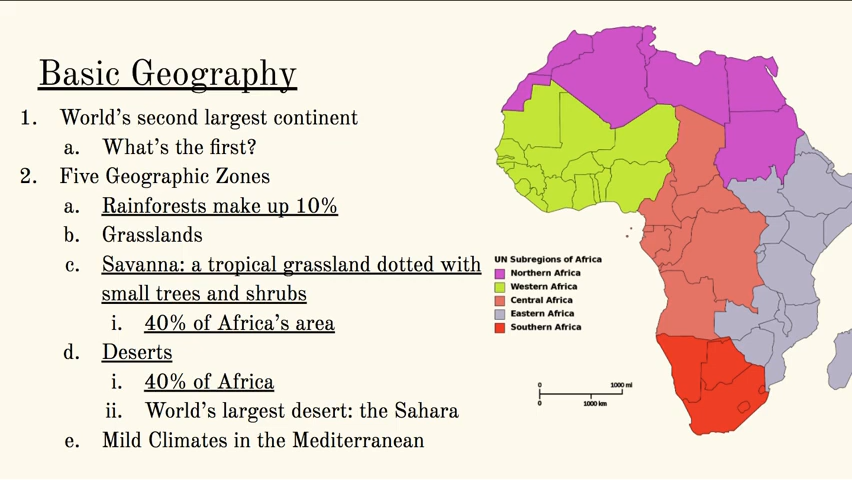 Basic Geography
1. World's second largest continent
a. What's the first?
2. Five Geographic Zones
a. Rainforests make up 10%
b. Grasslands
c. Savanna: a tropical grassland dotted with
small trees and shrubs
i. 40% of Africa's area
d. Deserts
i. 40% of Africa
ii. World's largest desert: the Sahara
e. Mild Climates in the Mediterranean
UN Subregions of Africa
Northern Africa
Western Africa
Central Africa
Eastern Africa
Southern Africa
0 1000 mi
0 1000 km